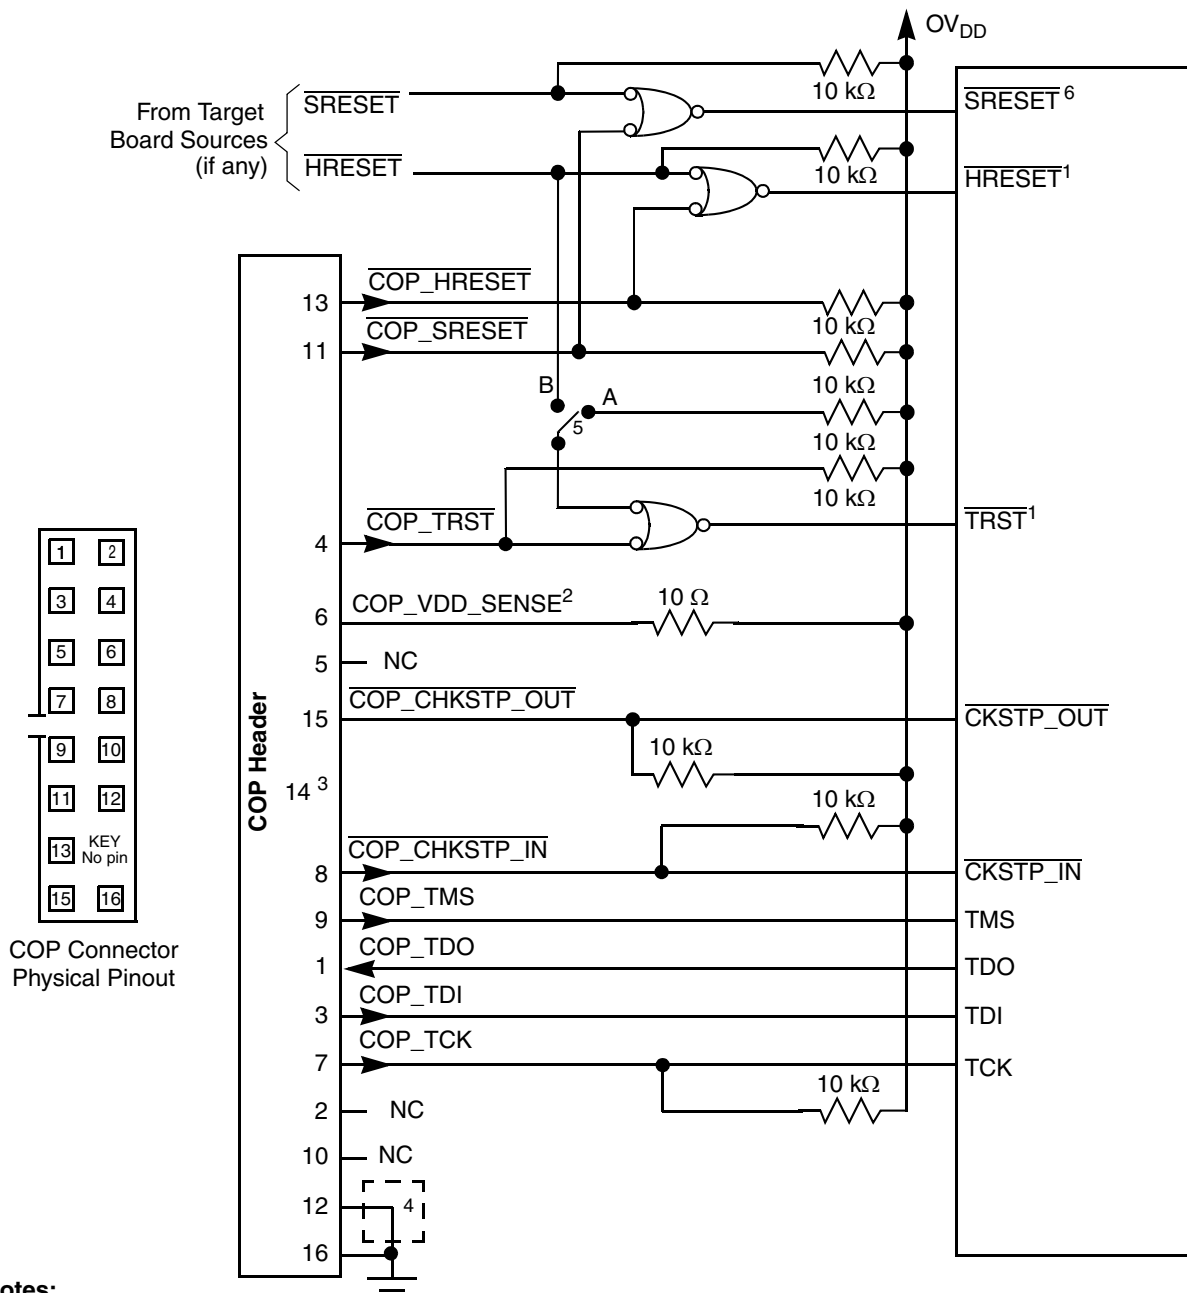 OVDD
10 kΩ
From Target
Board Sources
(if any)
SRESET
HRESET
SRESET6
10 kΩ
HRESET1
13
COP_HRESET
10 kΩ
11
COP_SRESET
10 kΩ
B
A
5
10 kΩ
10 kΩ
4
COP_TRST
TRST1
6
COP_VDD_SENSE2
10 Ω
5
NC
15
COP_CHKSTP_OUT
CKSTP_OUT
10 kΩ
14 3
10 kΩ
8
COP_CHKSTP_IN
CKSTP_IN
9
COP_TMS
TMS
1
COP_TDO
TDO
3
COP_TDI
TDI
7
COP_TCK
TCK
10 kΩ
2
NC
10
NC
12
4
16
COP Header
1 2
3 4
5 6
7 8
9 10
11 12
13 KEY
No pin
15 16
COP Connector
Physical Pinout
otes: